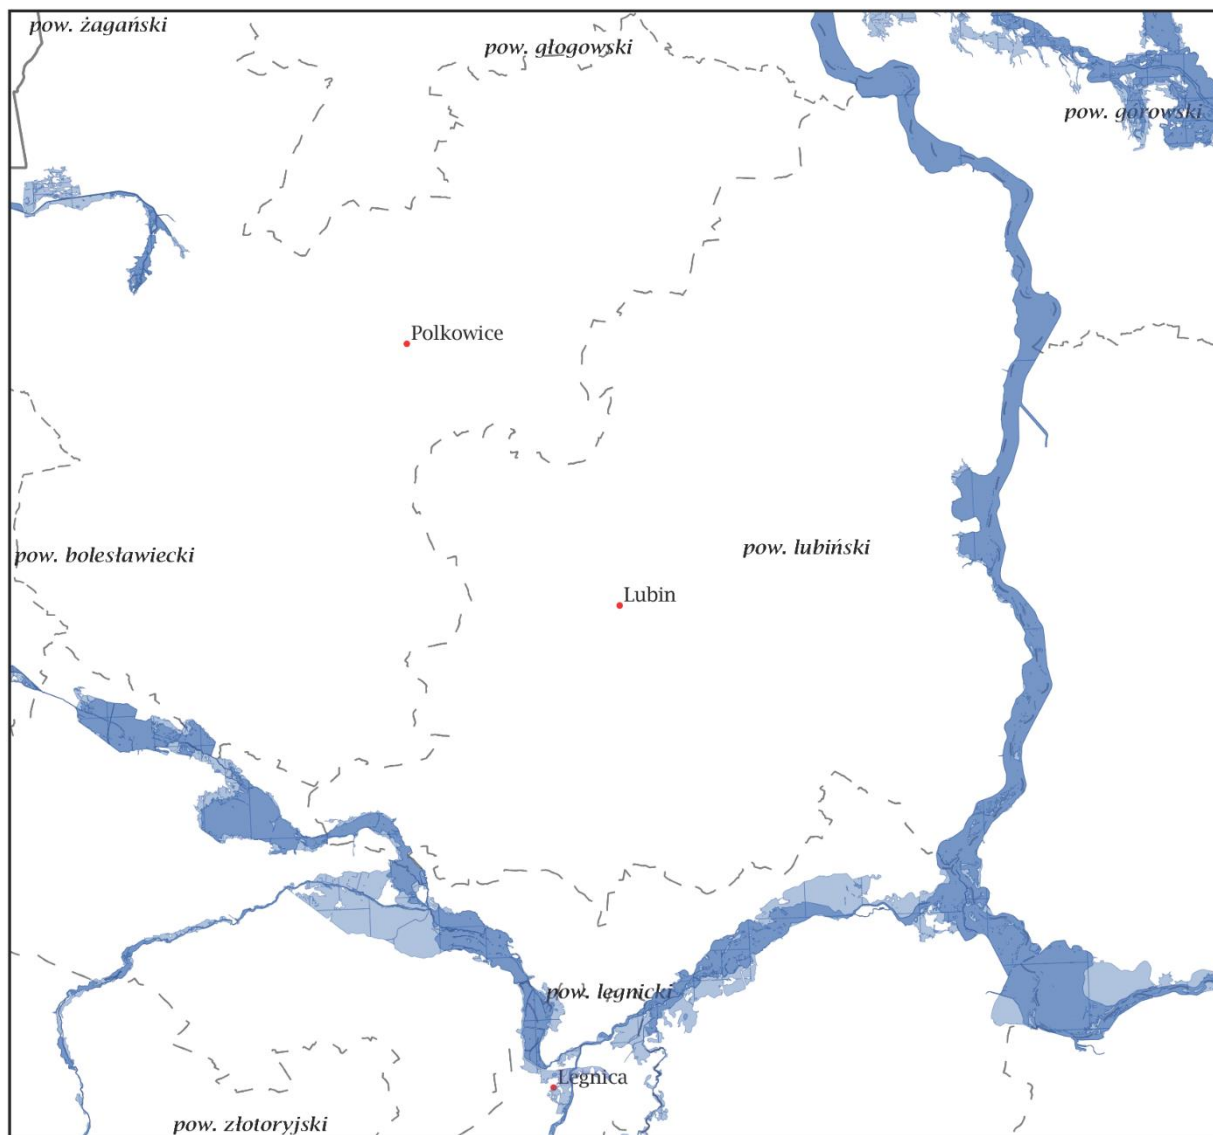 pow. żagański
pow. głogowski
pow. górowski
Polkowice
pow. bolesławiecki
pow. lubiński
Lubin
pow. legnicki
Legnica
pow. złotoryjski